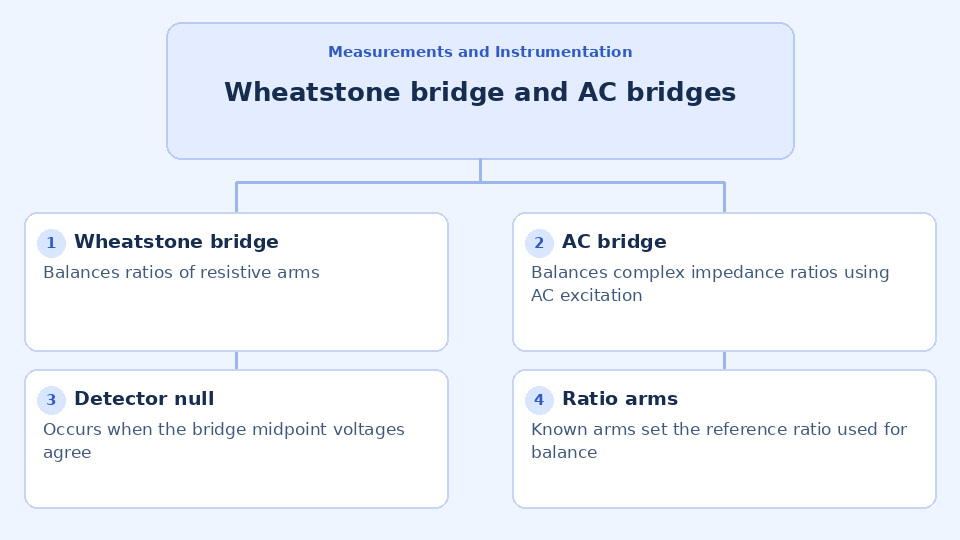 Measurements and Instrumentation
Wheatstone bridge and AC bridges
1 Wheatstone bridge
Balances ratios of resistive arms
2 AC bridge
Balances complex impedance ratios using
AC excitation
3 Detector null
Occurs when the bridge midpoint voltages
agree
4 Ratio arms
Known arms set the reference ratio used for
balance